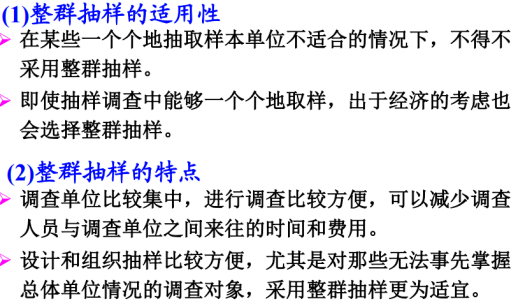 (1)整群抽样的适用性
在某些一个个地抽取样本单位不适合的情况下，不得不
采用整群抽样。
即使抽样调查中能够一个个地取样，出于经济的考虑也
会选择整群抽样。
(2)整群抽样的特点
调查单位比较集中，进行调查比较方便，可以减少调查
人员与调查单位之间来往的时间和费用。
设计和组织抽样比较方便，尤其是对那些无法事先掌握
总体单位情况的调查对象，采用整群抽样更为适宜。